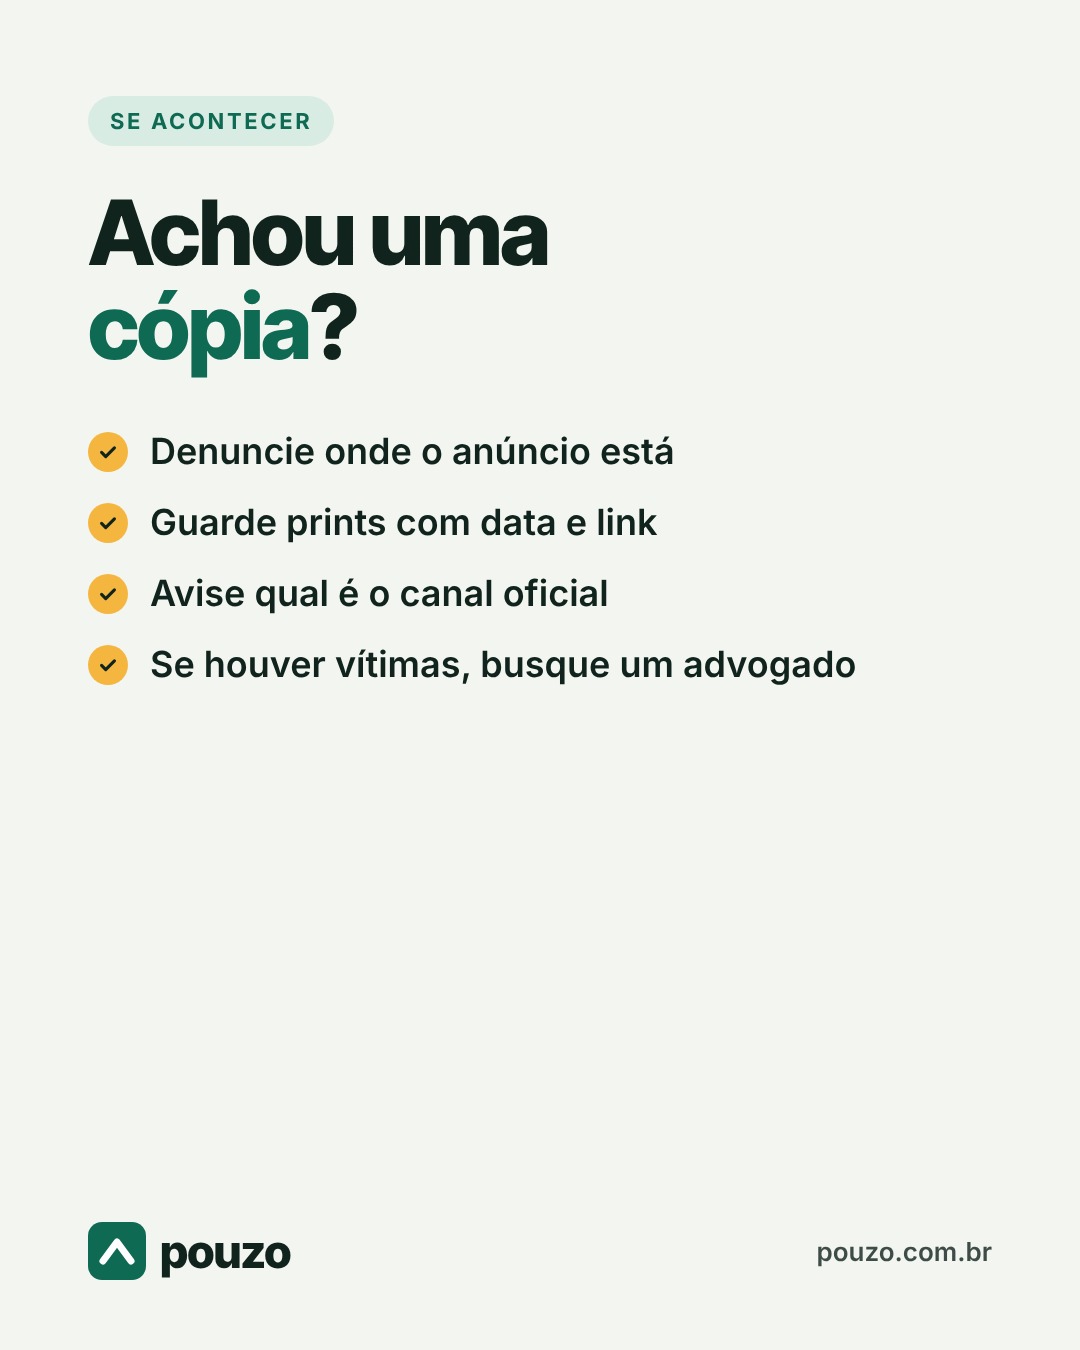 SE ACONTECER
Achou uma
cópia?
Denuncie onde o anúncio está
Guarde prints com data e link
Avise qual é o canal oficial
Se houver vítimas, busque um advogado
pouzo
pouzo.com.br